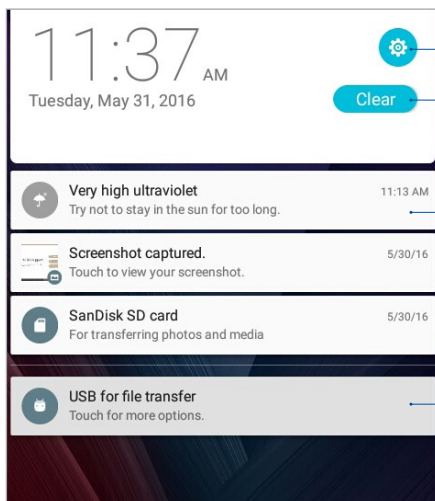 11:37 AM
Tuesday, May 31, 2016
Clear
Very high ultraviolet
11:13 AM
Try not to stay in the sun for too long.
Screenshot captured.
5/30/16
Touch to view your screenshot.
SanDisk SD card
5/30/16
For transferring photos and media
USB for file transfer
Touch for more options.